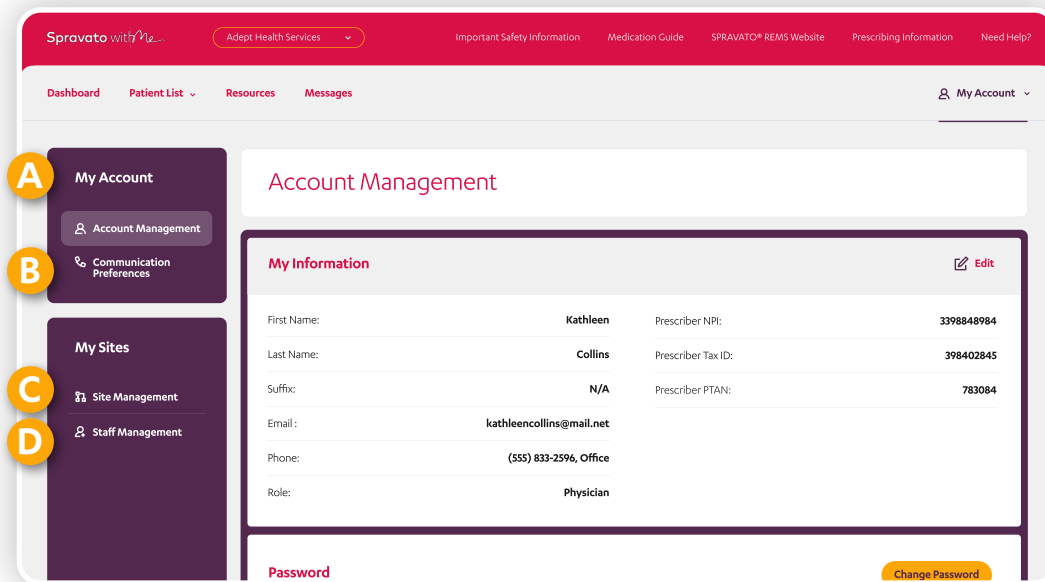 Spravato withMe
Adept Health Services
Important Safety Information
Medication Guide
SPRAVATO® REMS Website
Prescribing Information
Need Help?
Dashboard
Patient List
Resources
Messages
My Account
A
My Account
Account Management
B
Communication
Preferences
My Sites
C
Site Management
D
Staff Management
Account Management
My Information
Edit
First Name: Kathleen
Last Name: Collins
Suffix: N/A
Email : kathleencollins@mail.net
Phone: (555) 833-2596, Office
Role: Physician
Prescriber NPI: 3398848984
Prescriber Tax ID: 398402845
Prescriber PTAN: 783084
Password
Change Password